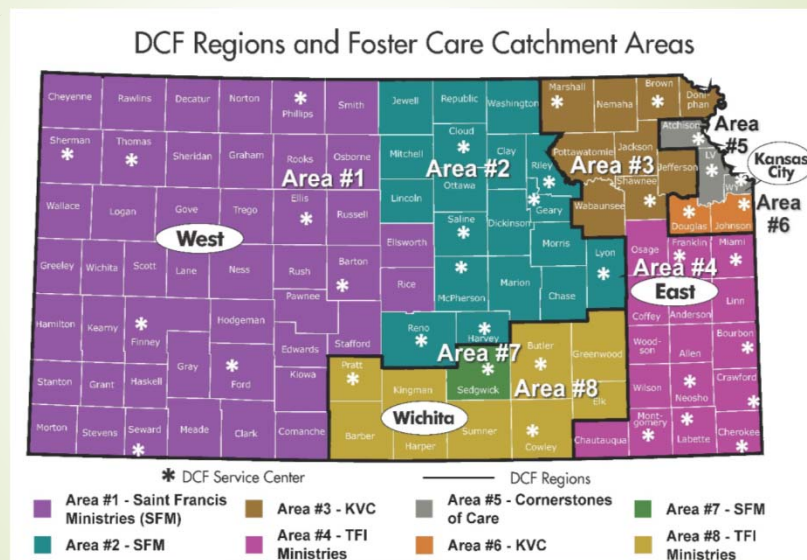 DCF Regions and Foster Care Catchment Areas
Cheyenne
Rawlins
Decatur
Norton
Phillips
Smith
Jewell
Republic
Washington
Marshall
Nemaha
Brown
Doni-
phan
Atchison
Area
#5
Sherman
Thomas
Sheridan
Graham
Rooks
Osborne
Area #1
Mitchell
Cloud
Clay
Area #2
Riley
Pottawatomie
Jackson
Area #3
Jefferson
LV
Kansas
City
Wallace
Logan
Gove
Trego
Ellis
Russell
Lincoln
Ottawa
Saline
Dickinson
Geary
Wabaunsee
Shawnee
Douglas
Johnson
WY
Area
#6
West
Ellsworth
Morris
Lyon
Osage
Franklin
Miami
Area #4
East
Greeley
Wichita
Scott
Lane
Ness
Rush
Barton
Pawnee
Rice
McPherson
Marion
Chase
Coffey
Anderson
Linn
Hamilton
Kearny
Finney
Hodgeman
Edwards
Stafford
Reno
Harvey
Area #7
Butler
Greenwood
Wood-
son
Allen
Bourbon
Stanton
Grant
Haskell
Gray
Ford
Kiowa
Pratt
Kingman
Sedgwick
Area #8
Elk
Wilson
Neosho
Crawford
Morton
Stevens
Seward
Meade
Clark
Comanche
Barber
Harper
Wichita
Sumner
Cowley
Chautauqua
Mont-
gomery
Labette
Cherokee
* DCF Service Center
DCF Regions
Area #1 - Saint Francis
Ministries (SFM)
Area #2 - SFM
Area #3 - KVC
Area #4 - TFI
Ministries
Area #5 - Cornerstones
of Care
Area #6 - KVC
Area #7 - SFM
Area #8 - TFI
Ministries